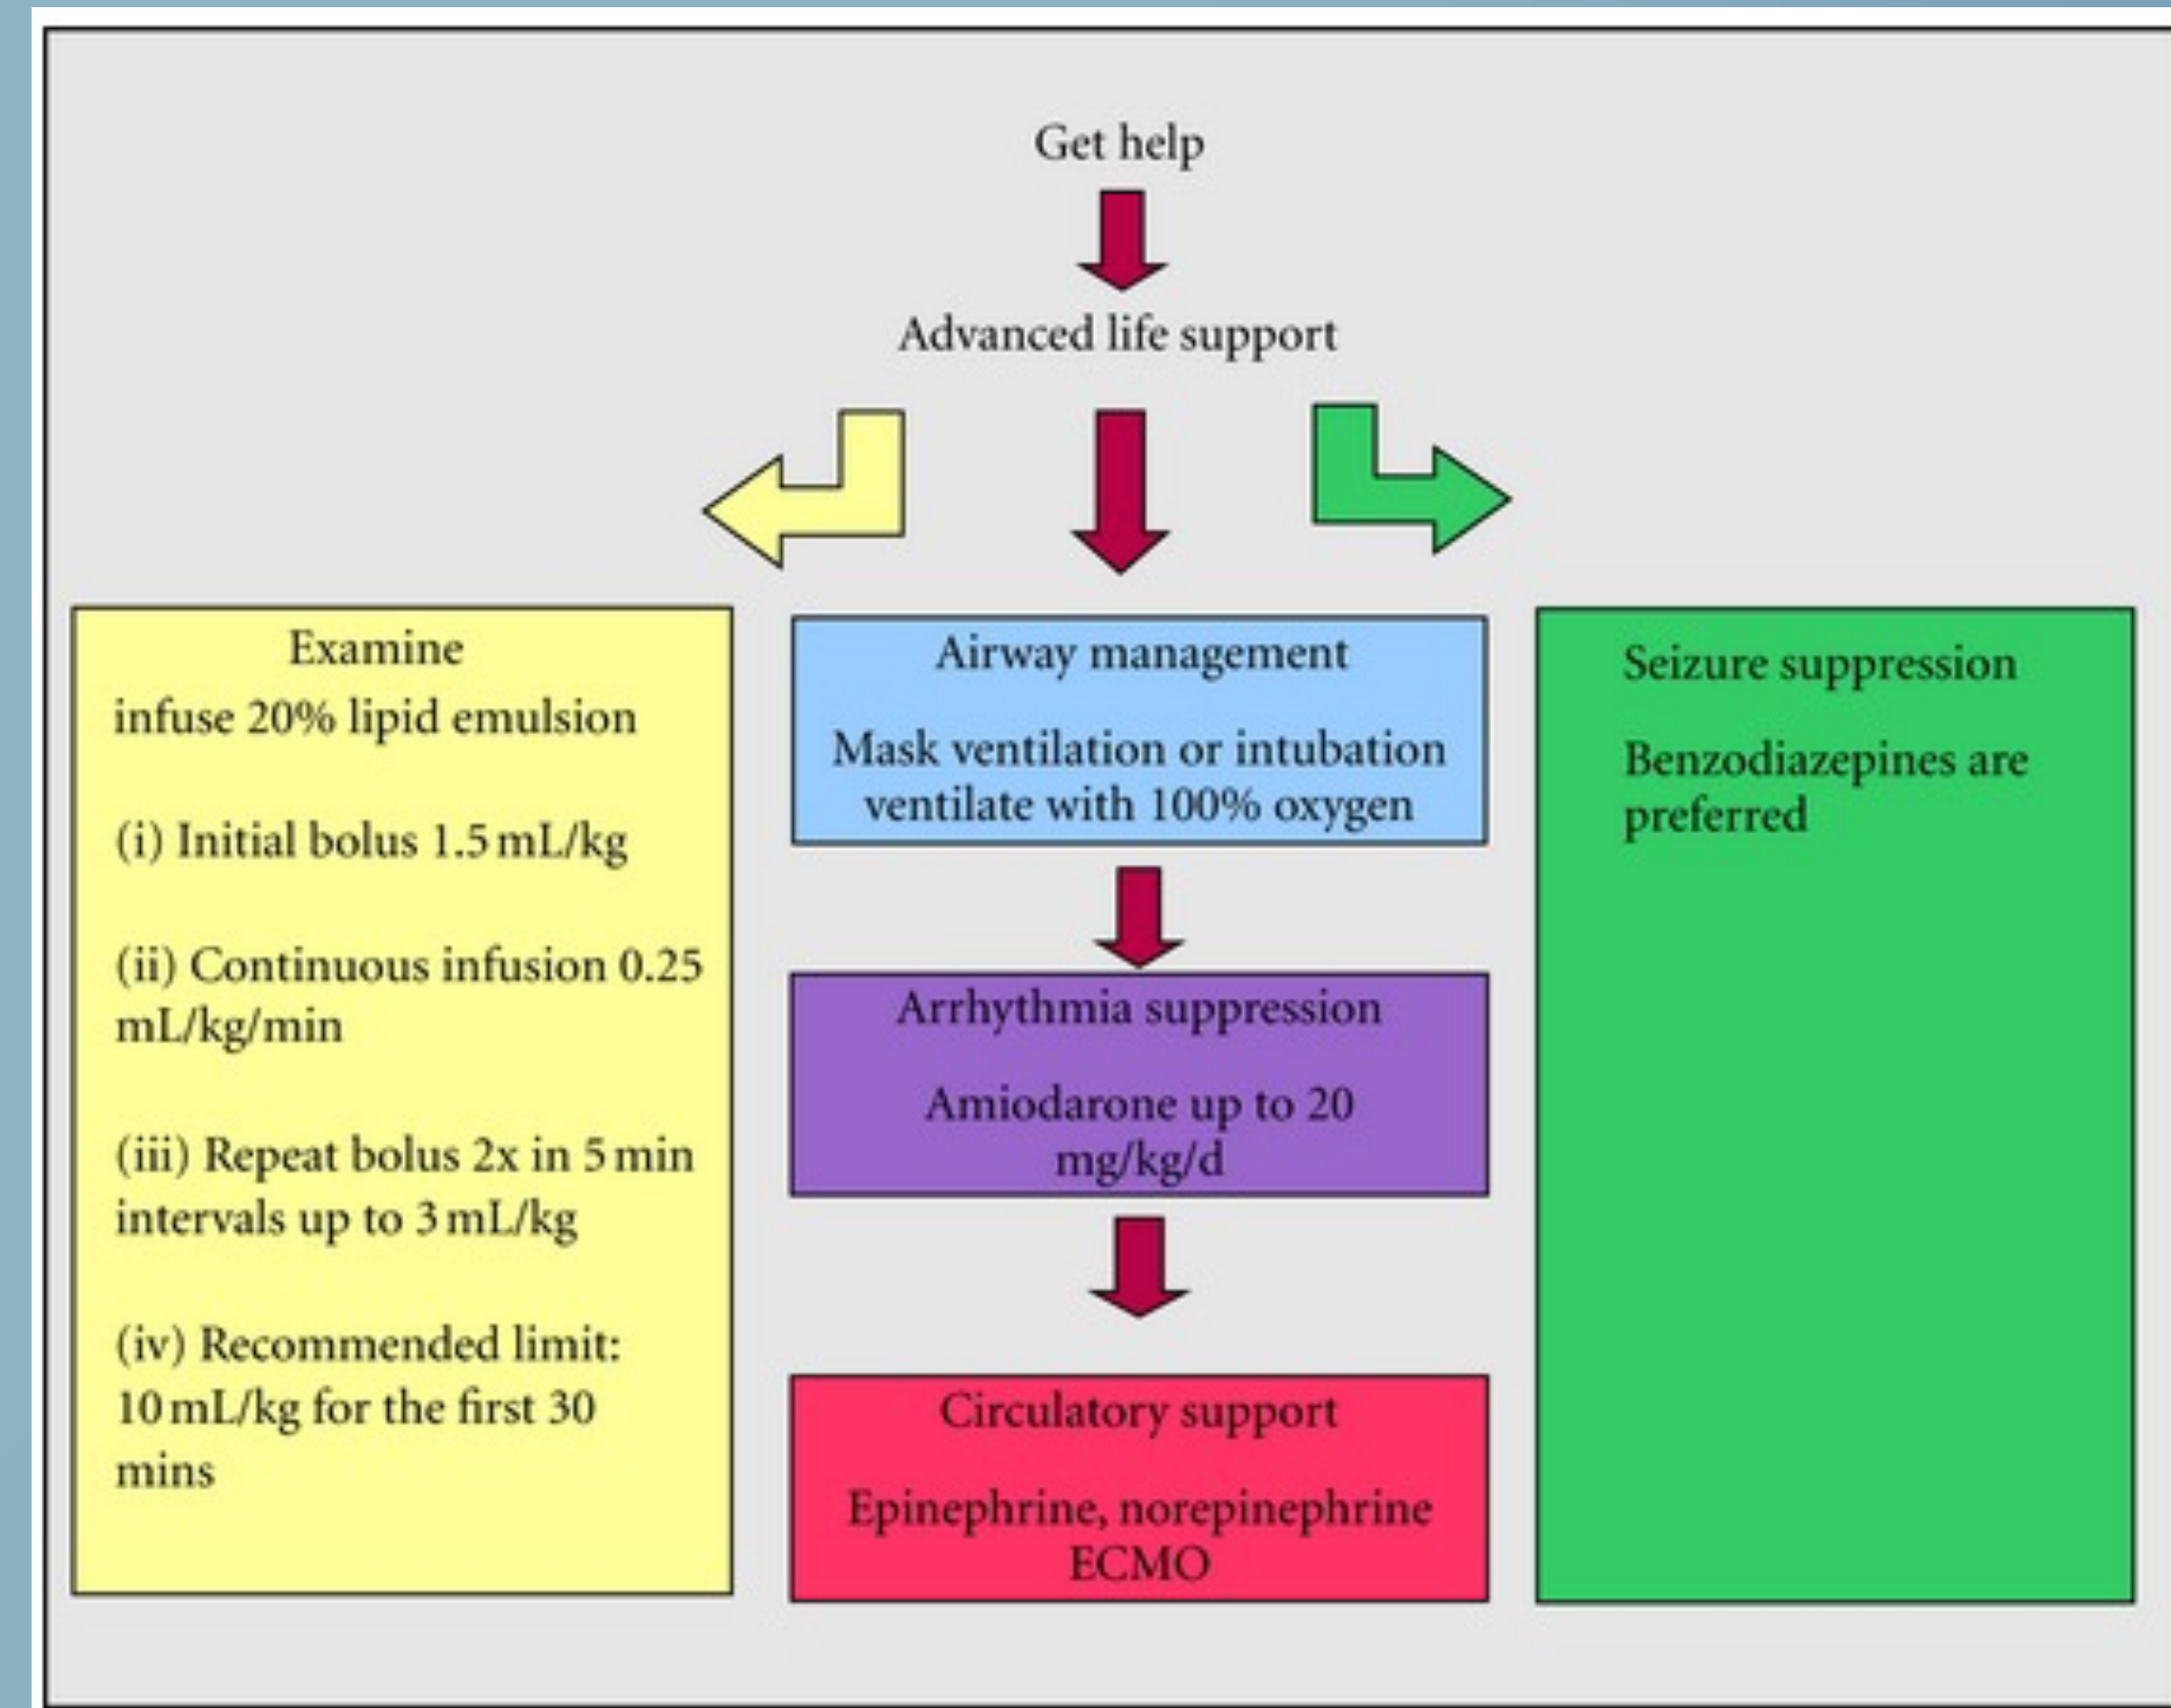 Get help
Advanced life support
Examine
infuse 20% lipid emulsion
(i) Initial bolus 1.5 mL/kg
(ii) Continuous infusion 0.25
mL/kg/min
(iii) Repeat bolus 2x in 5 min
intervals up to 3 mL/kg
(iv) Recommended limit:
10 mL/kg for the first 30
mins
Airway management
Mask ventilation or intubation
ventilate with 100% oxygen
Arrhythmia suppression
Amiodarone up to 20
mg/kg/d
Circulatory support
Epinephrine, norepinephrine
ECMO
Seizure suppression
Benzodiazepines are
preferred